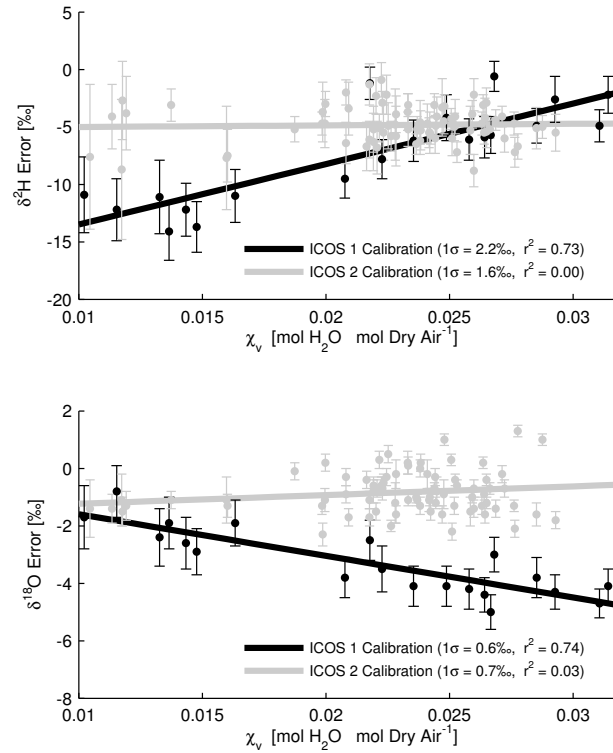 5
0
-5
-10
-15
-20
δ²H Error [‰]
ICOS 1 Calibration (1σ = 2.2‰, r² = 0.73)
ICOS 2 Calibration (1σ = 1.6‰, r² = 0.00)
0.01 0.015 0.02 0.025 0.03
χᵥ [mol H₂O mol Dry Air⁻¹]
2
0
-2
-4
-6
-8
δ¹⁸O Error [‰]
ICOS 1 Calibration (1σ = 0.6‰, r² = 0.74)
ICOS 2 Calibration (1σ = 0.7‰, r² = 0.03)
0.01 0.015 0.02 0.025 0.03
χᵥ [mol H₂O mol Dry Air⁻¹]